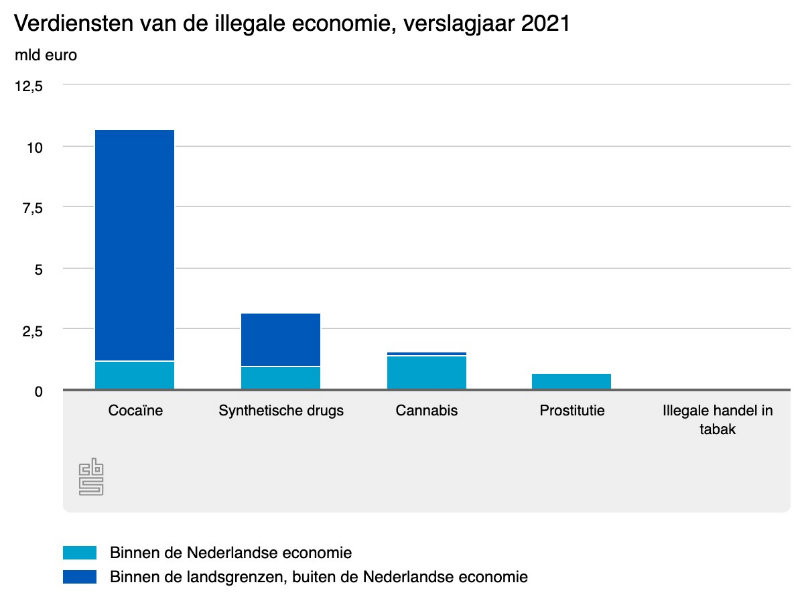 Verdiensten van de illegale economie, verslagjaar 2021
mld euro
12,5
10
7,5
5
2,5
0
Cocaïne
Synthetische drugs
Cannabis
Prostitutie
Illegale handel in
tabak
cbs
Binnen de Nederlandse economie
Binnen de landsgrenzen, buiten de Nederlandse economie